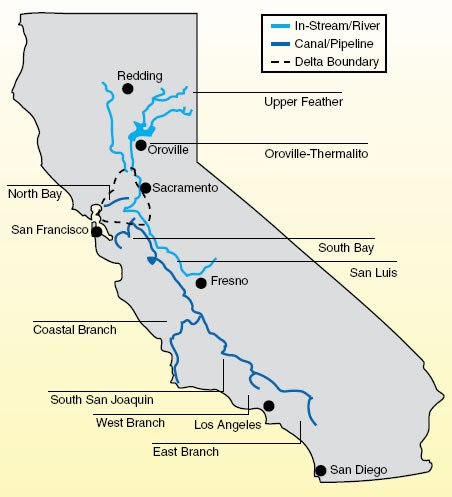 In-Stream/River
Canal/Pipeline
Delta Boundary
Redding
Upper Feather
Oroville
Oroville-Thermalito
North Bay
Sacramento
San Francisco
South Bay
San Luis
Fresno
Coastal Branch
South San Joaquin
West Branch
Los Angeles
East Branch
San Diego